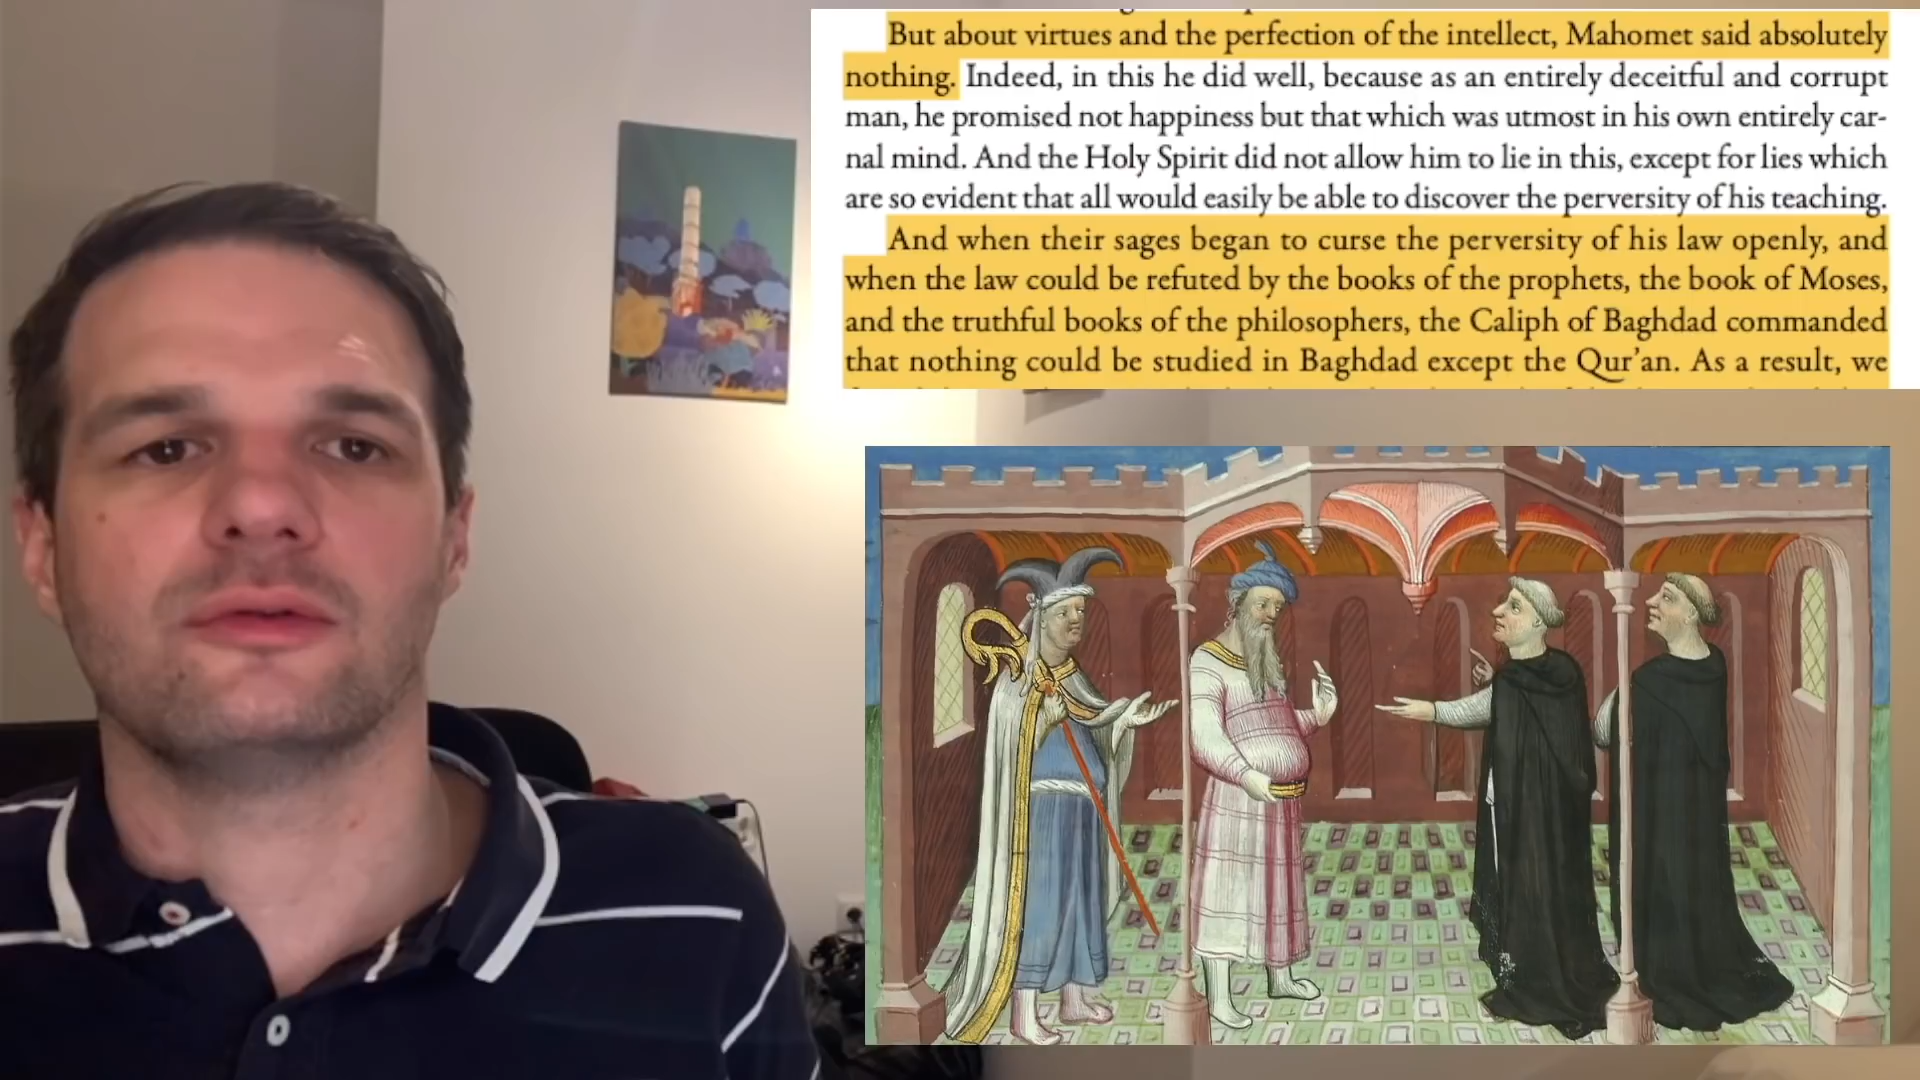 But about virtues and the perfection of the intellect, Mahomet said absolutely
nothing. Indeed, in this he did well, because as an entirely deceitful and corrupt
man, he promised not happiness but that which was utmost in his own entirely car-
nal mind. And the Holy Spirit did not allow him to lie in this, except for lies which
are so evident that all would easily be able to discover the perversity of his teaching.
And when their sages began to curse the perversity of his law openly, and
when the law could be refuted by the books of the prophets, the book of Moses,
and the truthful books of the philosophers, the Caliph of Baghdad commanded
that nothing could be studied in Baghdad except the Qur’an. As a result, we